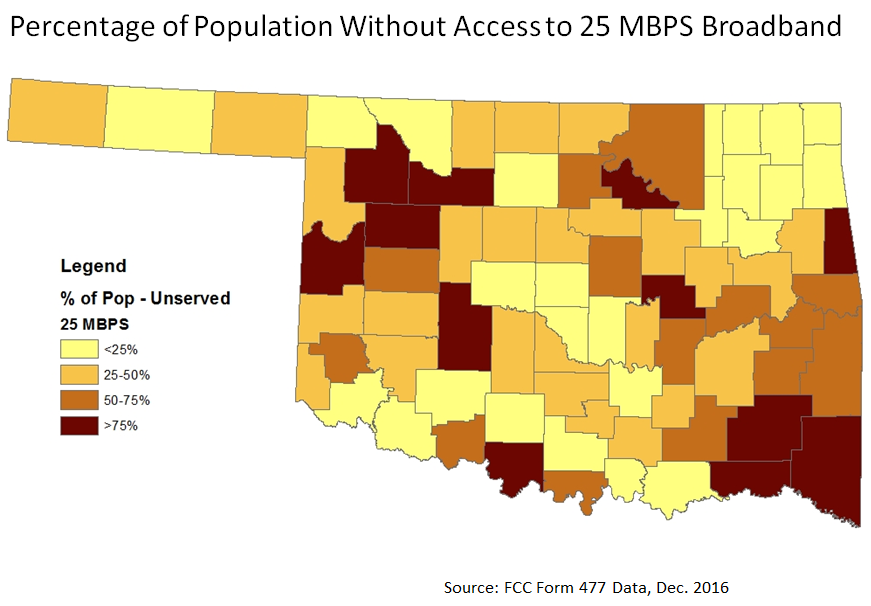 Percentage of Population Without Access to 25 MBPS Broadband
Legend
% of Pop - Unserved
25 MBPS
<25%
25-50%
50-75%
>75%
Source: FCC Form 477 Data, Dec. 2016